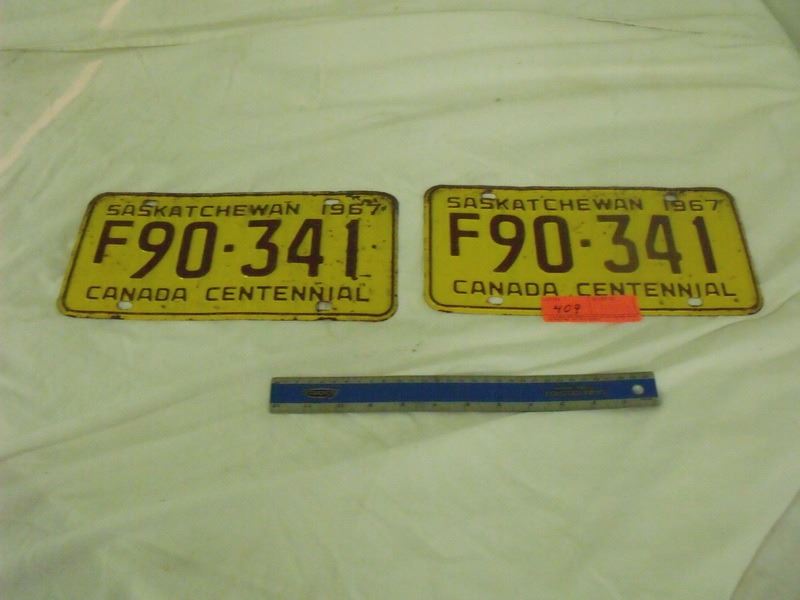 SASKATCHEWAN 1967
F90·341
CANADA CENTENNIAL
SASKATCHEWAN 1967
F90·341
CANADA CENTENNIAL
409